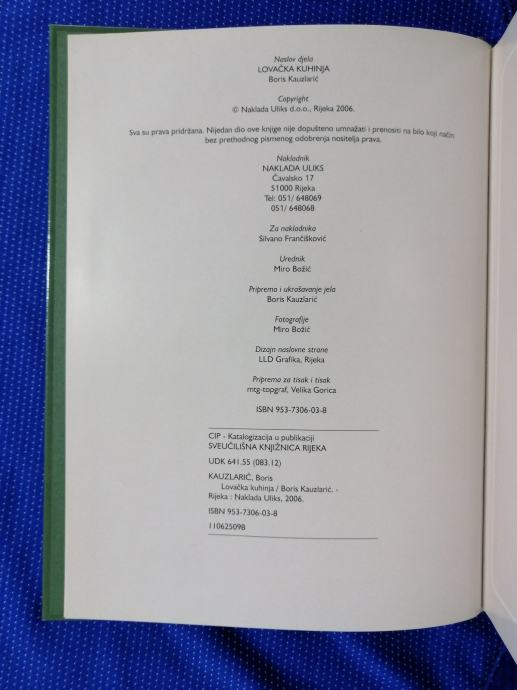 Naslov djela
LOVAČKA KUHINJA
Boris Kauzlarić
Copyright
© Naklada Uliks d.o.o., Rijeka 2006.
Sva su prava pridržana. Nijedan dio ove knjige nije dopušteno umnažati i prenositi na bilo koji način
bez prethodnog pismenog odobrenja nositelja prava.
Nakladnik
NAKLADA ULIKS
Čavalsko 17
51000 Rijeka
Tel: 051/ 648069
051/ 648068
Za nakladnika
Silvano Frančišković
Urednik
Miro Božić
Priprema i ukrašavanje jela
Boris Kauzlarić
Fotografije
Miro Božić
Dizajn naslovne strane
LLD Grafika, Rijeka
Priprema za tisak i tisak
mtg-topgraf, Velika Gorica
ISBN 953-7306-03-8
CIP - Katalogizacija u publikaciji
SVEUČILIŠNA KNJIŽNICA RIJEKA
UDK 641.55 (083.12)
KAUZLARIĆ, Boris
Lovačka kuhinja / Boris Kauzlarić. -
Rijeka : Naklada Uliks, 2006.
ISBN 953-7306-03-8
110625098